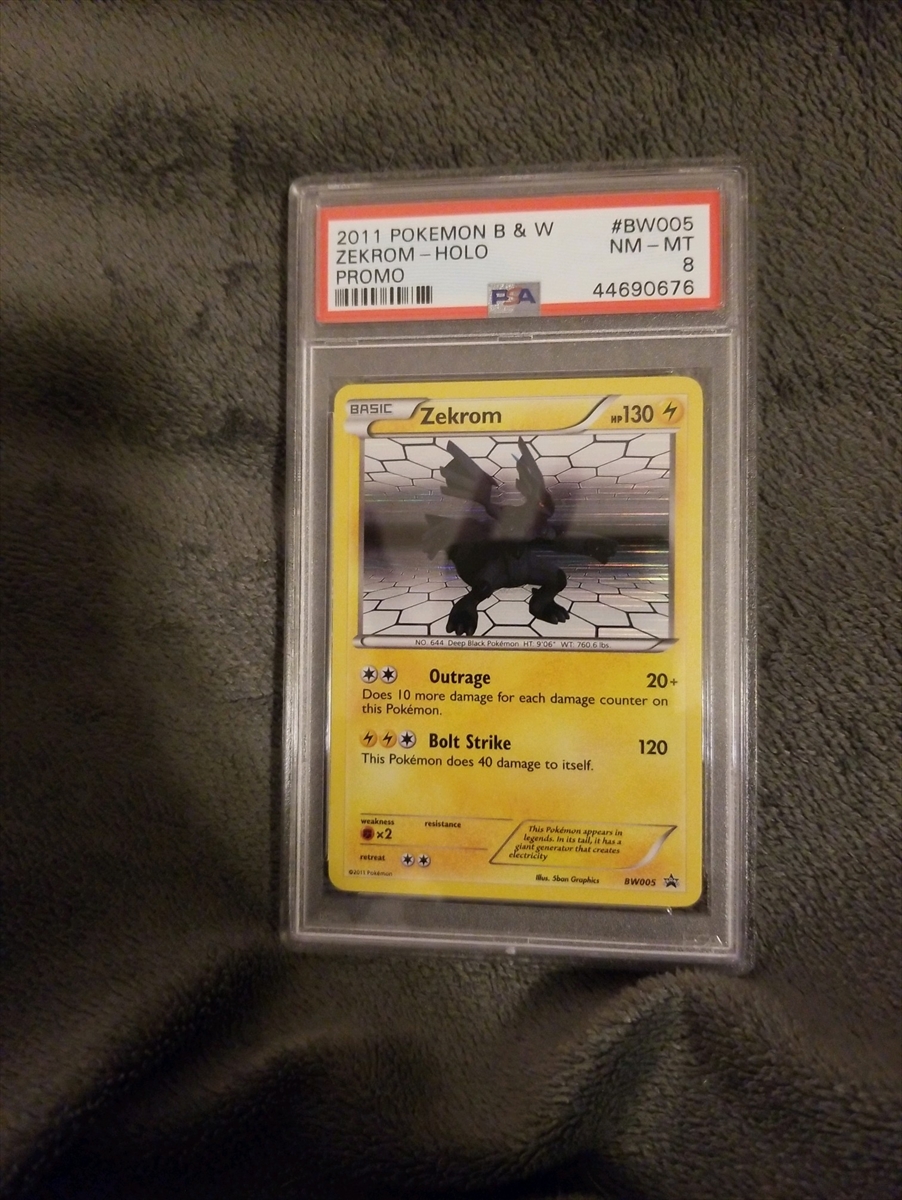 2011 POKEMON B & W #BW005
ZEKROM - HOLO NM - MT
PROMO 8
PSA 44690676
BASIC Zekrom HP130
NO. 644 Deep Black Pokémon HT. 9'06" WT. 760.6 lbs.
Outrage 20+
Does 10 more damage for each damage counter on
this Pokémon.
Bolt Strike 120
This Pokémon does 40 damage to itself.
weakness resistance
×2
retreat
This Pokémon appears in
legends. In its tail, it has a
giant generator that creates
electricity
©2011 Pokémon Illus. 5ban Graphics BW005